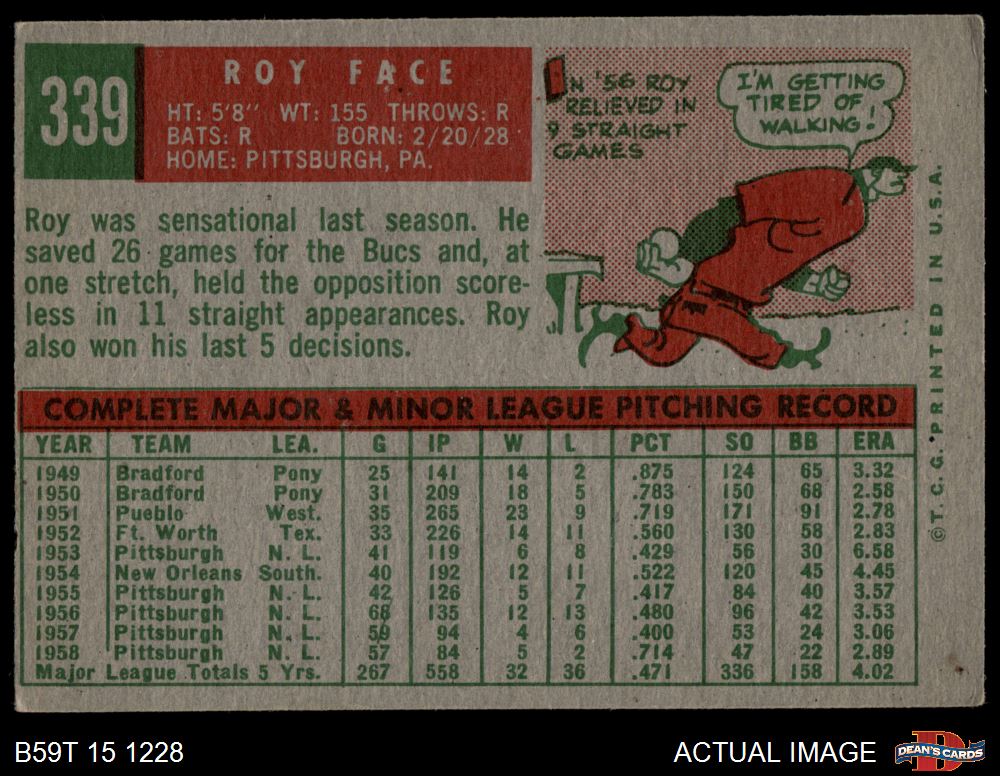 339
ROY FACE
HT: 5'8" WT: 155 THROWS: R
BATS: R BORN: 2/20/28
HOME: PITTSBURGH, PA.
IN '56 ROY
RELIEVED IN
9 STRAIGHT
GAMES
I'M GETTING
TIRED OF
WALKING!
Roy was sensational last season. He
saved 26 games for the Bucs and, at
one stretch, held the opposition score-
less in 11 straight appearances. Roy
also won his last 5 decisions.
COMPLETE MAJOR & MINOR LEAGUE PITCHING RECORD
YEAR TEAM LEA. G IP W L PCT SO BB ERA
1949 Bradford Pony 25 141 14 2 .875 124 65 3.32
1950 Bradford Pony 31 209 18 5 .783 150 68 2.58
1951 Pueblo West. 35 265 23 9 .719 171 91 2.78
1952 Ft. Worth Tex. 33 226 14 11 .560 130 58 2.83
1953 Pittsburgh N. L. 41 119 6 8 .429 56 30 6.58
1954 New Orleans South. 40 192 12 11 .522 120 45 4.45
1955 Pittsburgh N. L. 42 126 5 7 .417 84 40 3.57
1956 Pittsburgh N. L. 68 135 12 13 .480 96 42 3.53
1957 Pittsburgh N. L. 59 94 4 6 .400 53 24 3.06
1958 Pittsburgh N. L. 57 84 5 2 .714 47 22 2.89
Major League Totals 5 Yrs. 267 558 32 36 .471 336 158 4.02
©T.C.G. PRINTED IN U.S.A.
B59T 15 1228
ACTUAL IMAGE
DEAN'S CARDS